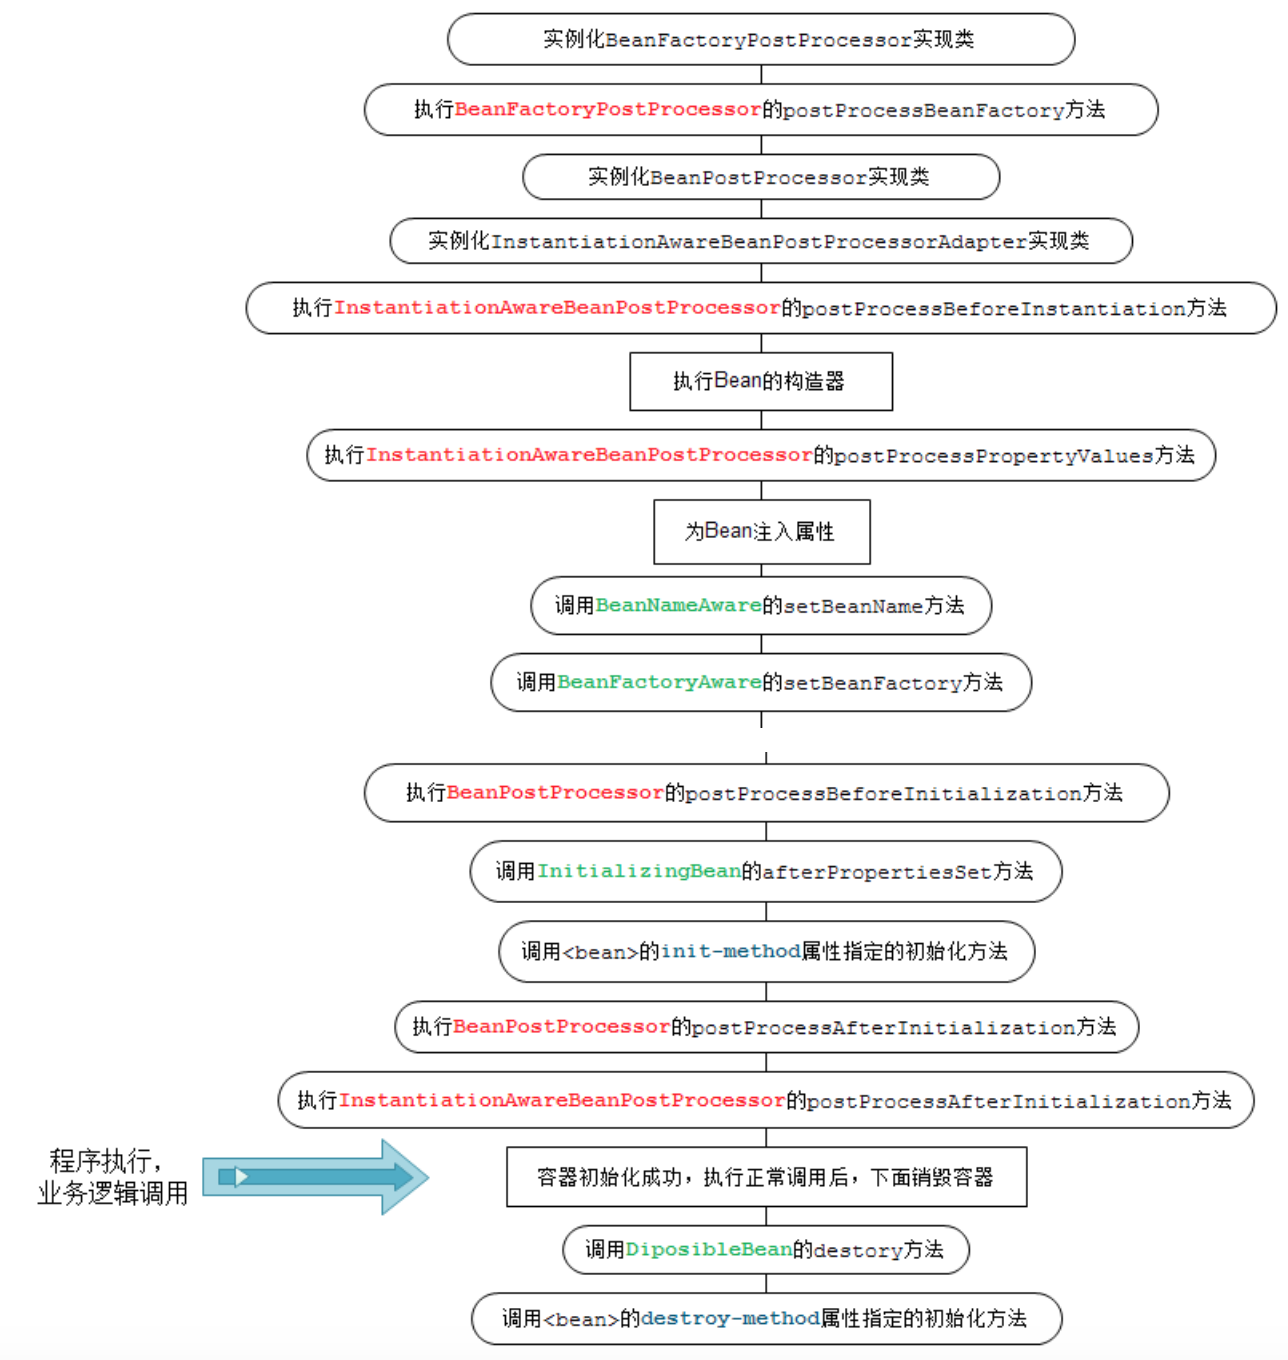 实例化BeanFactoryPostProcessor实现类
执行BeanFactoryPostProcessor的postProcessBeanFactory方法
实例化BeanPostProcessor实现类
实例化InstantiationAwareBeanPostProcessorAdapter实现类
执行InstantiationAwareBeanPostProcessor的postProcessBeforeInstantiation方法
执行Bean的构造器
执行InstantiationAwareBeanPostProcessor的postProcessPropertyValues方法
为Bean注入属性
调用BeanNameAware的setBeanName方法
调用BeanFactoryAware的setBeanFactory方法
执行BeanPostProcessor的postProcessBeforeInitialization方法
调用InitializingBean的afterPropertiesSet方法
调用<bean>的init-method属性指定的初始化方法
执行BeanPostProcessor的postProcessAfterInitialization方法
执行InstantiationAwareBeanPostProcessor的postProcessAfterInitialization方法
程序执行，
业务逻辑调用
容器初始化成功，执行正常调用后，下面销毁容器
调用DiposibleBean的destory方法
调用<bean>的destroy-method属性指定的初始化方法